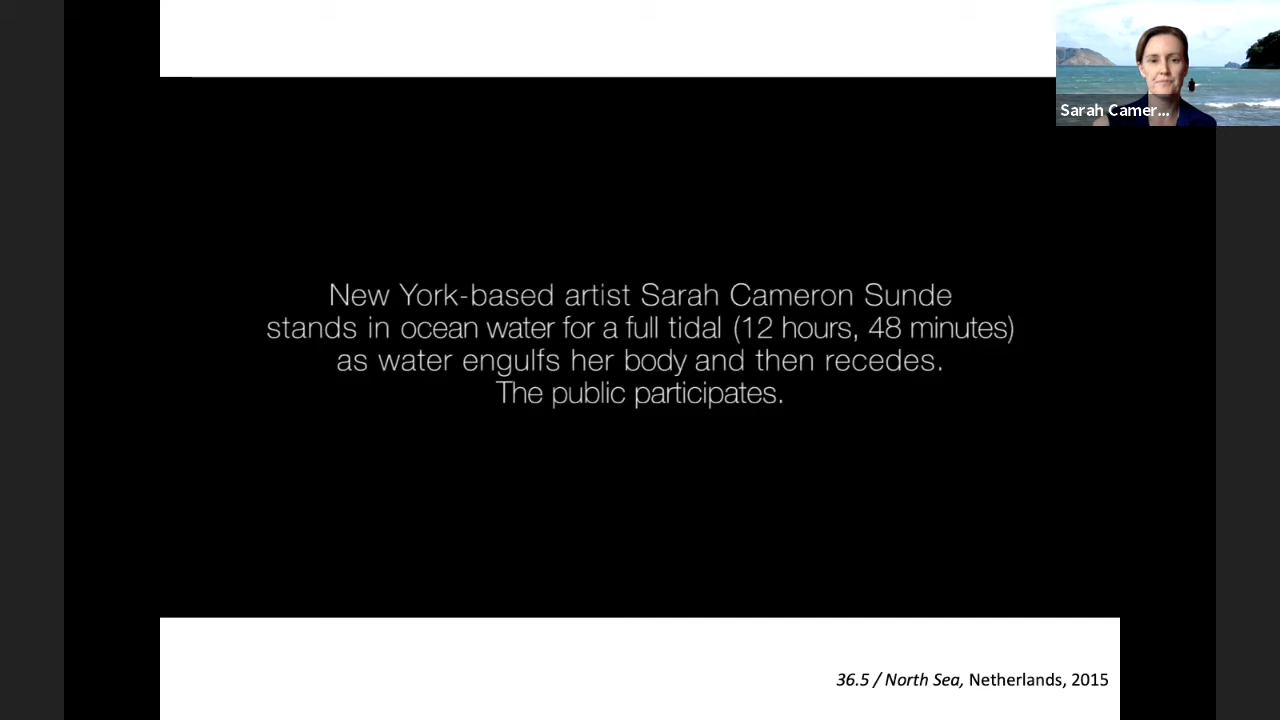 Sarah Camer...
New York-based artist Sarah Cameron Sunde
stands in ocean water for a full tidal (12 hours, 48 minutes)
as water engulfs her body and then recedes.
The public participates.
36.5 / North Sea, Netherlands, 2015